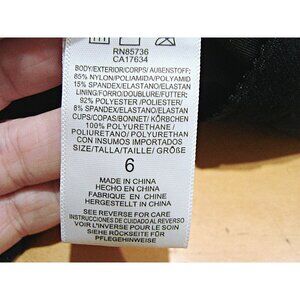 RN85736
CA17634
BODY/EXTERIOR/CORPS/ AUßENSTOFF;
85% NYLON/POLIAMIDA/POLYAMID
15% SPANDEX/ELASTANO/ELASTAN
LINING/FORRO/DOUBLURE/FUTTER;
92% POLYESTER/POLIESTER/
8% SPANDEX/ELASTANO/ELASTAN
CUPS/COPAS/BONNET/ KÖRBCHEN
100% POLYURETHANE/
POLIURETANO/ POLYURETHAN
CON INSUMOS IMPORTADOS
SIZE/TALLA/TAILLE/ GRÖßE
6
MADE IN CHINA
HECHO EN CHINA
FABRIQUE EN CHINE
HERGESTELLT IN CHINA
SEE REVERSE FOR CARE
INSTRUCCIONES DE CUIDADO AL REVERSO
VOIR L'INVERSE POUR LE SOIN
SIEHE RÜCKSEITE FÜR
PFLEGEHINWEISE